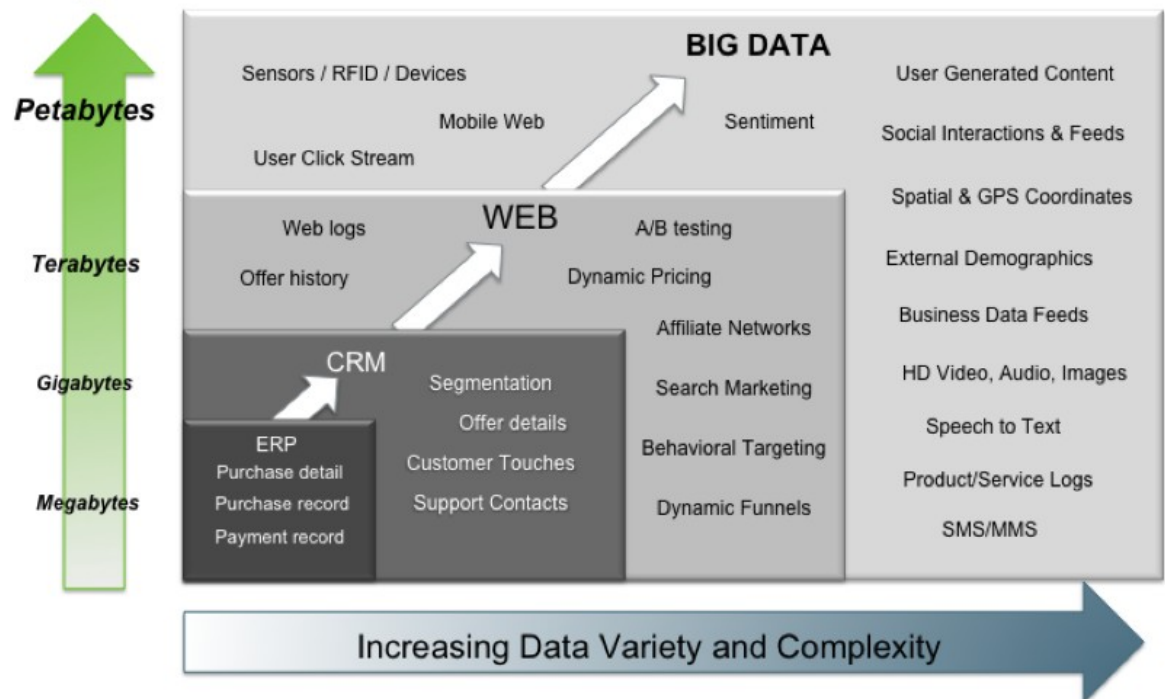 BIG DATA
Sensors / RFID / Devices
User Generated Content
Petabytes
Mobile Web
Sentiment
Social Interactions & Feeds
User Click Stream
Spatial & GPS Coordinates
WEB
Web logs
A/B testing
Terabytes
External Demographics
Offer history
Dynamic Pricing
Business Data Feeds
Affiliate Networks
CRM
Gigabytes
Segmentation
Search Marketing
HD Video, Audio, Images
Offer details
Speech to Text
ERP
Purchase detail
Customer Touches
Behavioral Targeting
Product/Service Logs
Megabytes
Purchase record
Support Contacts
Dynamic Funnels
SMS/MMS
Payment record
Increasing Data Variety and Complexity